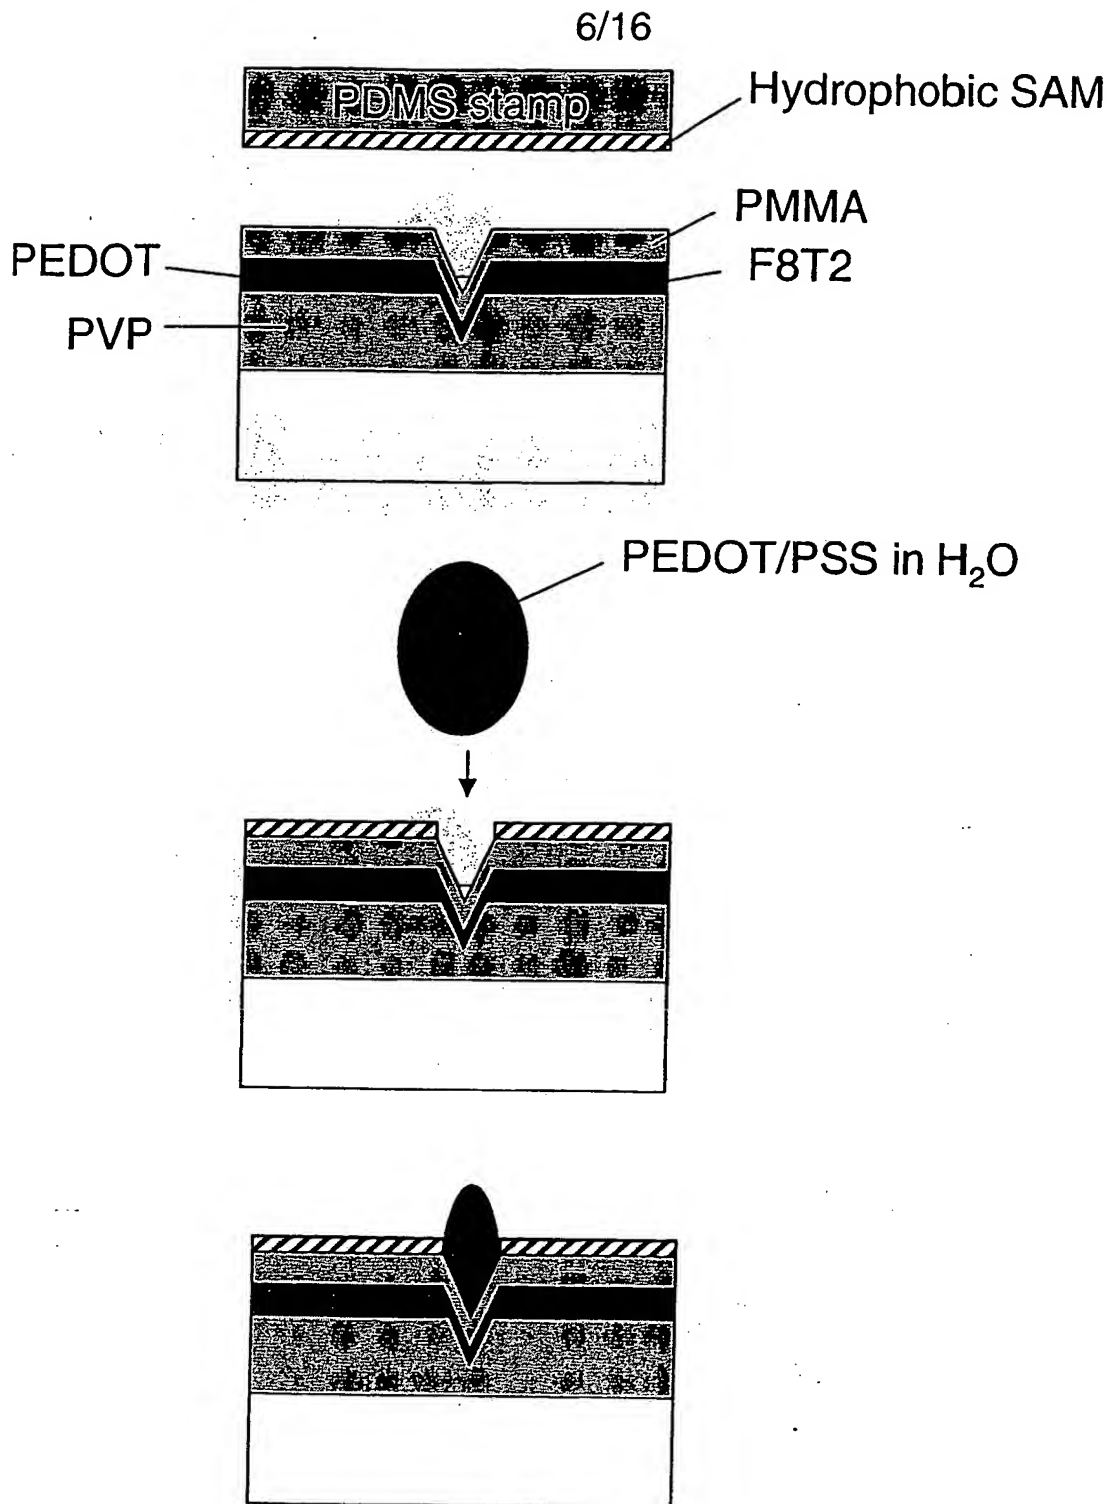 6/16
PDMS stamp
Hydrophobic SAM
PMMA
PEDOT
F8T2
PVP
PEDOT/PSS in H₂O